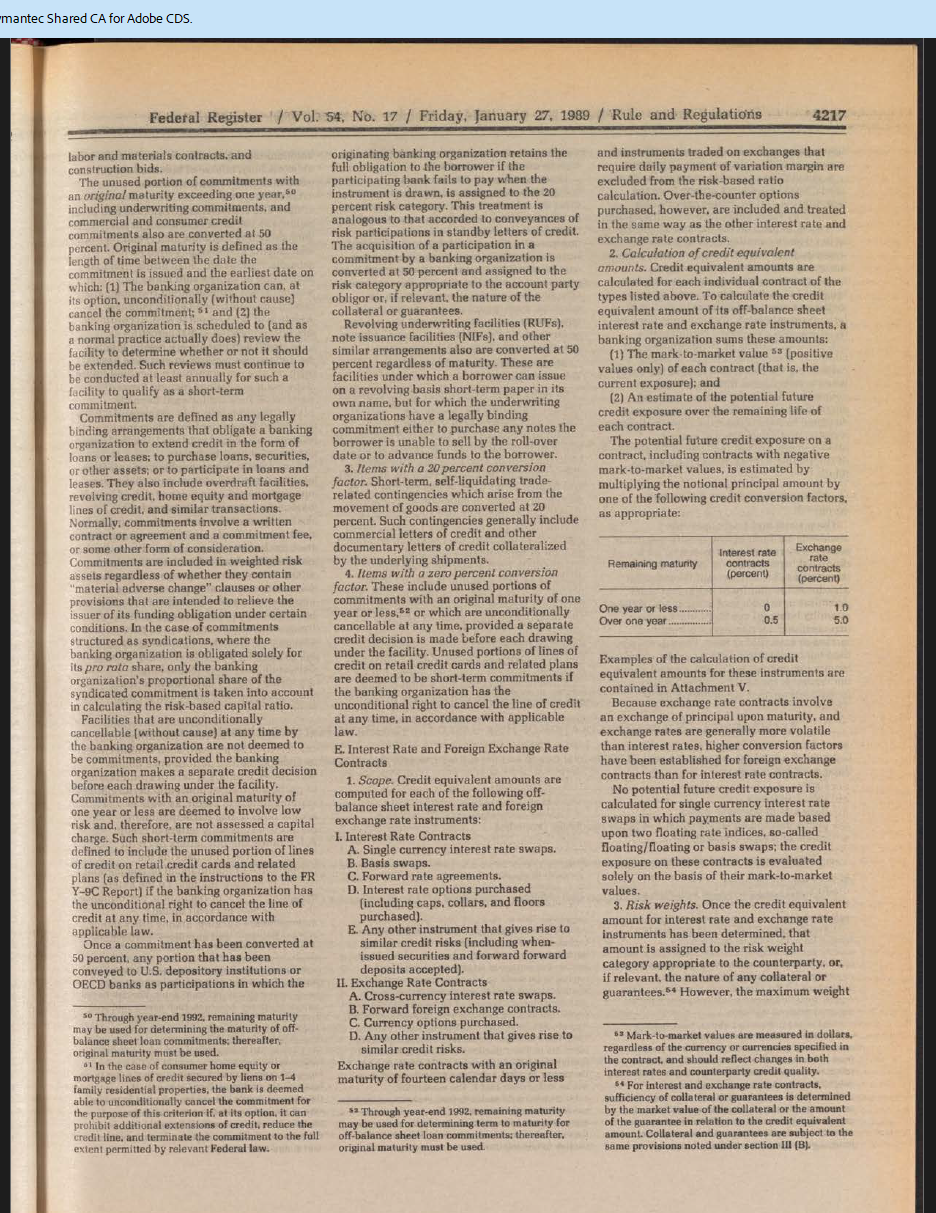 ymantec Shared CA for Adobe CDS.
Federal Register / Vol. 54, No. 17 / Friday, January 27, 1989 / Rule and Regulations 4217
labor and materials contracts, and
construction bids.
The unused portion of commitments with
an original maturity exceeding one year,50
including underwriting commitments, and
commercial and consumer credit
commitments also are converted at 50
percent. Original maturity is defined as the
length of time between the date the
commitment is issued and the earliest date on
which: (1) The banking organization can, at
its option, unconditionally (without cause)
cancel the commitment; 51 and (2) the
banking organization is scheduled to (and as
a normal practice actually does) review the
facility to determine whether or not it should
be extended. Such reviews must continue to
be conducted at least annually for such a
facility to qualify as a short-term
commitment.
Commitments are defined as any legally
binding arrangements that obligate a banking
organization to extend credit in the form of
loans or leases; to purchase loans, securities,
or other assets; or to participate in loans and
leases. They also include overdraft facilities,
revolving credit, home equity and mortgage
lines of credit, and similar transactions.
Normally, commitments involve a written
contract or agreement and a commitment fee,
or some other form of consideration.
Commitments are included in weighted risk
assets regardless of whether they contain
"material adverse change" clauses or other
provisions that are intended to relieve the
issuer of its funding obligation under certain
conditions. In the case of commitments
structured as syndications, where the
banking organization is obligated solely for
its pro rata share, only the banking
organization's proportional share of the
syndicated commitment is taken into account
in calculating the risk-based capital ratio.
Facilities that are unconditionally
cancellable (without cause) at any time by
the banking organization are not deemed to
be commitments, provided the banking
organization makes a separate credit decision
before each drawing under the facility.
Commitments with an original maturity of
one year or less are deemed to involve low
risk and, therefore, are not assessed a capital
charge. Such short-term commitments are
defined to include the unused portion of lines
of credit on retail credit cards and related
plans (as defined in the instructions to the FR
Y-9C Report) if the banking organization has
the unconditional right to cancel the line of
credit at any time, in accordance with
applicable law.
Once a commitment has been converted at
50 percent, any portion that has been
conveyed to U.S. depository institutions or
OECD banks as participations in which the
50 Through year-end 1992, remaining maturity
may be used for determining the maturity of off-
balance sheet loan commitments; thereafter,
original maturity must be used.
51 In the case of consumer home equity or
mortgage lines of credit secured by liens on 1-4
family residential properties, the bank is deemed
able to unconditionally cancel the commitment for
the purpose of this criterion if, at its option, it can
prohibit additional extensions of credit, reduce the
credit line, and terminate the commitment to the full
extent permitted by relevant Federal law.
originating banking organization retains the
full obligation to the borrower if the
participating bank fails to pay when the
instrument is drawn, is assigned to the 20
percent risk category. This treatment is
analogous to that accorded to conveyances of
risk participations in standby letters of credit.
The acquisition of a participation in a
commitment by a banking organization is
converted at 50 percent and assigned to the
risk category appropriate to the account party
obligor or, if relevant, the nature of the
collateral or guarantees.
Revolving underwriting facilities (RUFs),
note issuance facilities (NIFs), and other
similar arrangements also are converted at 50
percent regardless of maturity. These are
facilities under which a borrower can issue
on a revolving basis short-term paper in its
own name, but for which the underwriting
organizations have a legally binding
commitment either to purchase any notes the
borrower is unable to sell by the roll-over
date or to advance funds to the borrower.
3. Items with a 20 percent conversion
factor. Short-term, self-liquidating trade-
related contingencies which arise from the
movement of goods are converted at 20
percent. Such contingencies generally include
commercial letters of credit and other
documentary letters of credit collateralized
by the underlying shipments.
4. Items with a zero percent conversion
factor. These include unused portions of
commitments with an original maturity of one
year or less,52 or which are unconditionally
cancellable at any time, provided a separate
credit decision is made before each drawing
under the facility. Unused portions of lines of
credit on retail credit cards and related plans
are deemed to be short-term commitments if
the banking organization has the
unconditional right to cancel the line of credit
at any time, in accordance with applicable
law.
E. Interest Rate and Foreign Exchange Rate
Contracts
1. Scope. Credit equivalent amounts are
computed for each of the following off-
balance sheet interest rate and foreign
exchange rate instruments:
I. Interest Rate Contracts
A. Single currency interest rate swaps.
B. Basis swaps.
C. Forward rate agreements.
D. Interest rate options purchased
(including caps, collars, and floors
purchased).
E. Any other instrument that gives rise to
similar credit risks (including when-
issued securities and forward forward
deposits accepted).
II. Exchange Rate Contracts
A. Cross-currency interest rate swaps.
B. Forward foreign exchange contracts.
C. Currency options purchased.
D. Any other instrument that gives rise to
similar credit risks.
Exchange rate contracts with an original
maturity of fourteen calendar days or less
52 Through year-end 1992, remaining maturity
may be used for determining term to maturity for
off-balance sheet loan commitments; thereafter,
original maturity must be used.
and instruments traded on exchanges that
require daily payment of variation margin are
excluded from the risk-based ratio
calculation. Over-the-counter options
purchased, however, are included and treated
in the same way as the other interest rate and
exchange rate contracts.
2. Calculation of credit equivalent
amounts. Credit equivalent amounts are
calculated for each individual contract of the
types listed above. To calculate the credit
equivalent amount of its off-balance sheet
interest rate and exchange rate instruments, a
banking organization sums these amounts:
(1) The mark-to-market value 53 (positive
values only) of each contract (that is, the
current exposure); and
(2) An estimate of the potential future
credit exposure over the remaining life of
each contract.
The potential future credit exposure on a
contract, including contracts with negative
mark-to-market values, is estimated by
multiplying the notional principal amount by
one of the following credit conversion factors,
as appropriate:
Remaining maturity
Interest rate
contracts
(percent)
Exchange
rate
contracts
(percent)
One year or less............ 0 1.0
Over one year............... 0.5 5.0
Examples of the calculation of credit
equivalent amounts for these instruments are
contained in Attachment V.
Because exchange rate contracts involve
an exchange of principal upon maturity, and
exchange rates are generally more volatile
than interest rates, higher conversion factors
have been established for foreign exchange
contracts than for interest rate contracts.
No potential future credit exposure is
calculated for single currency interest rate
swaps in which payments are made based
upon two floating rate indices, so-called
floating/floating or basis swaps; the credit
exposure on these contracts is evaluated
solely on the basis of their mark-to-market
values.
3. Risk weights. Once the credit equivalent
amount for interest rate and exchange rate
instruments has been determined, that
amount is assigned to the risk weight
category appropriate to the counterparty, or,
if relevant, the nature of any collateral or
guarantees.54 However, the maximum weight
53 Mark-to-market values are measured in dollars,
regardless of the currency or currencies specified in
the contract, and should reflect changes in both
interest rates and counterparty credit quality.
54 For interest and exchange rate contracts,
sufficiency of collateral or guarantees is determined
by the market value of the collateral or the amount
of the guarantee in relation to the credit equivalent
amount. Collateral and guarantees are subject to the
same provisions noted under section III (B).